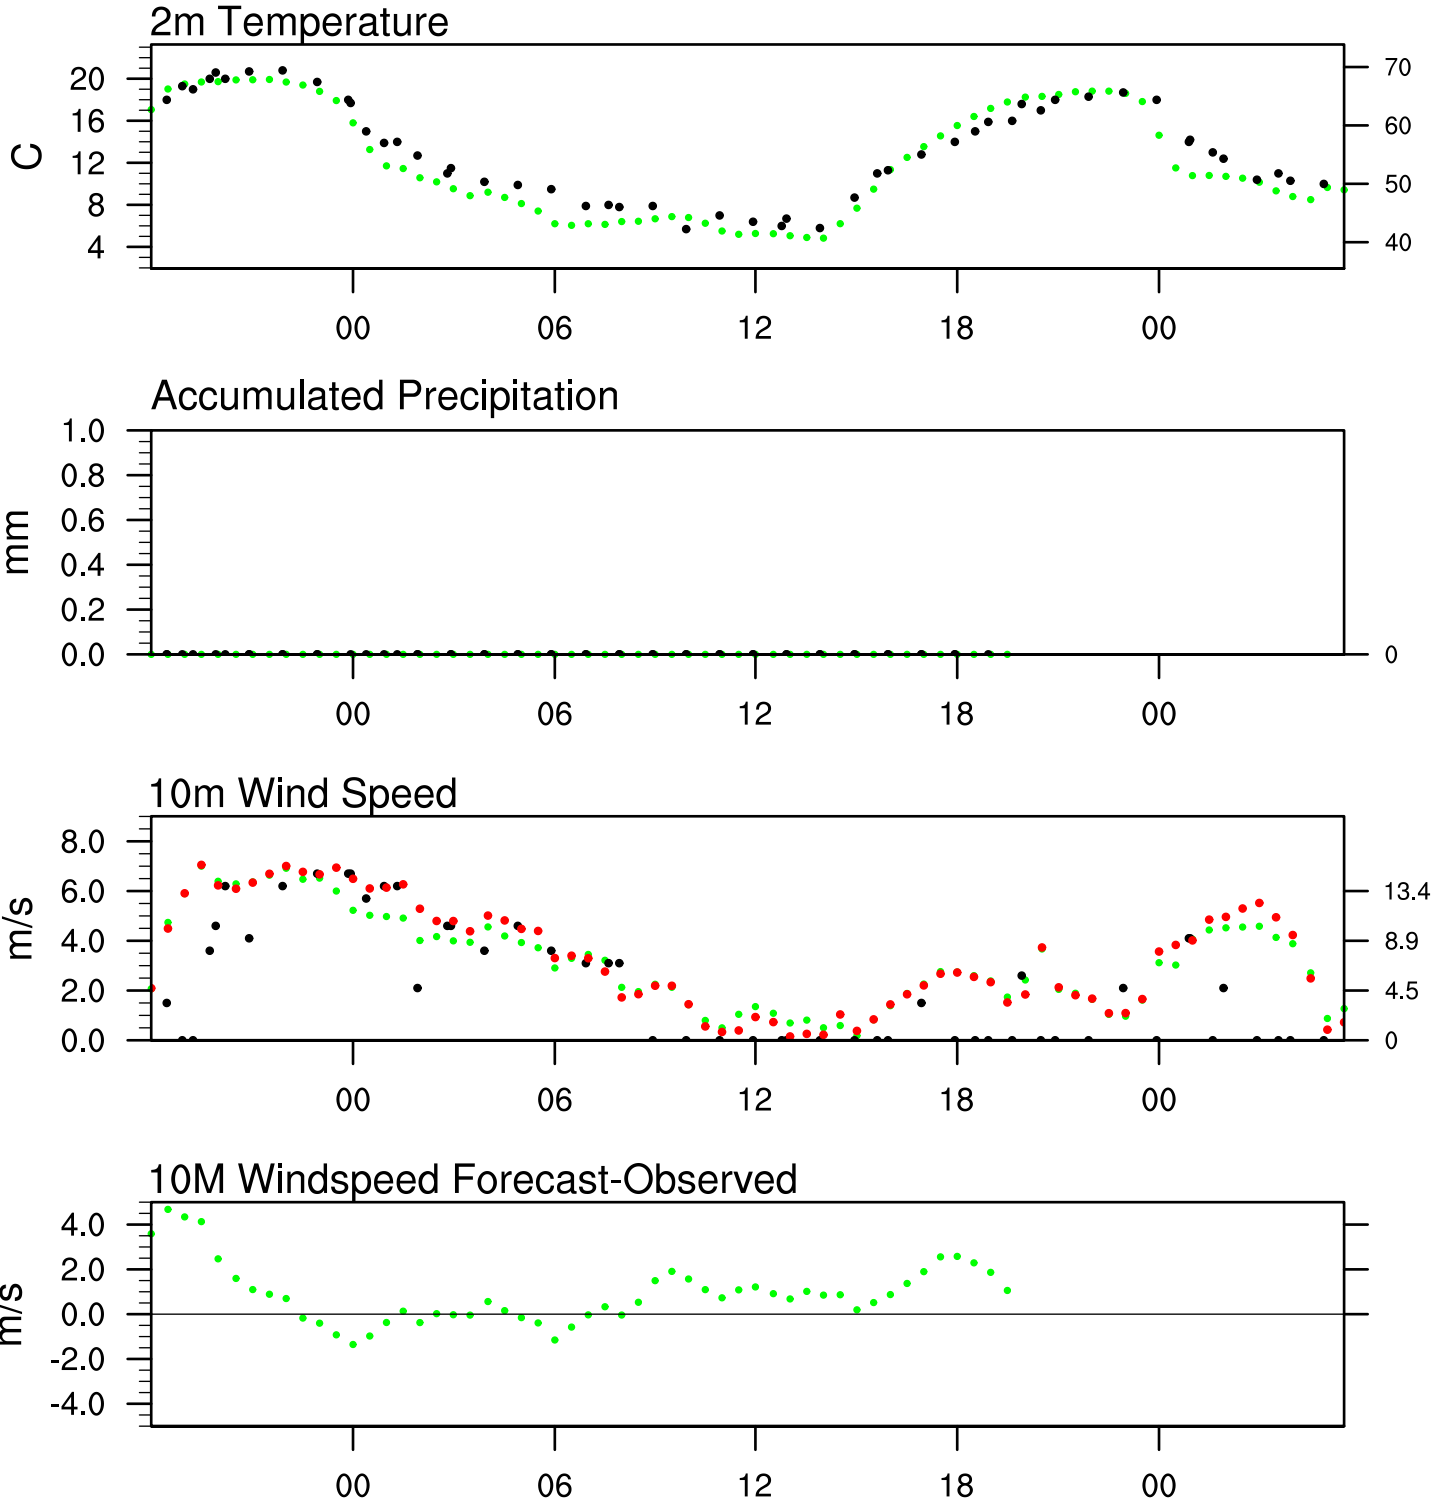 2m Temperature
C
20
16
12
8
4
70
60
50
40
00 06 12 18 00
Accumulated Precipitation
mm
1.0
0.8
0.6
0.4
0.2
0.0
0
00 06 12 18 00
10m Wind Speed
m/s
8.0
6.0
4.0
2.0
0.0
13.4
8.9
4.5
0
00 06 12 18 00
10M Windspeed Forecast-Observed
m/s
4.0
2.0
0.0
-2.0
-4.0
00 06 12 18 00